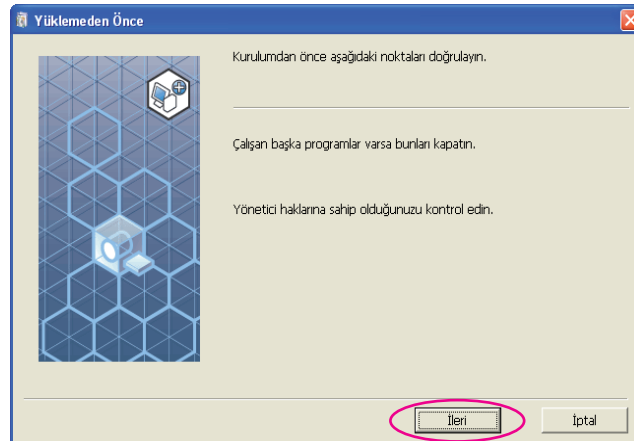 Yüklemeden Önce
Kurulumdan önce aşağıdaki noktaları doğrulayın.
Çalışan başka programlar varsa bunları kapatın.
Yönetici haklarına sahip olduğunuzu kontrol edin.
İleri
İptal